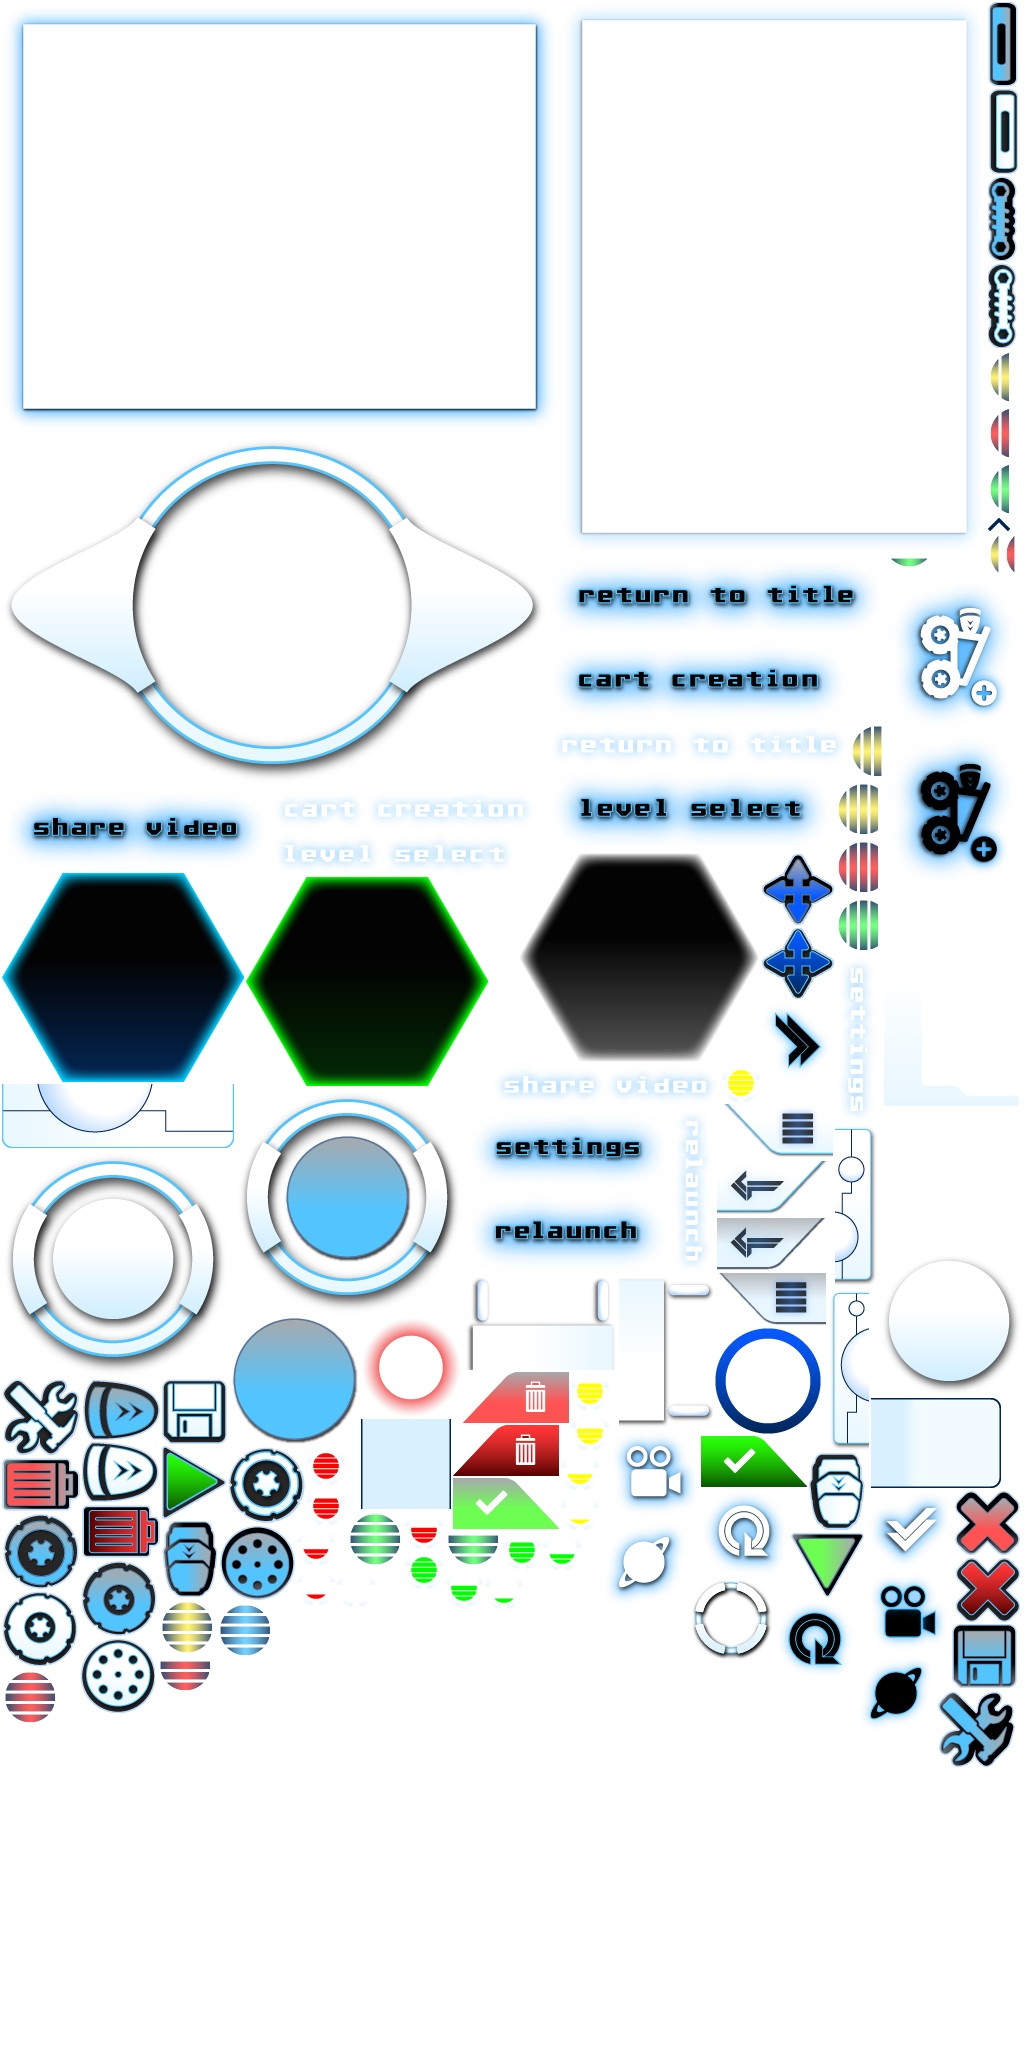 return to title
cart creation
return to title
cart creation
level select
share video
level select
settings
share video
settings
relaunch
relaunch